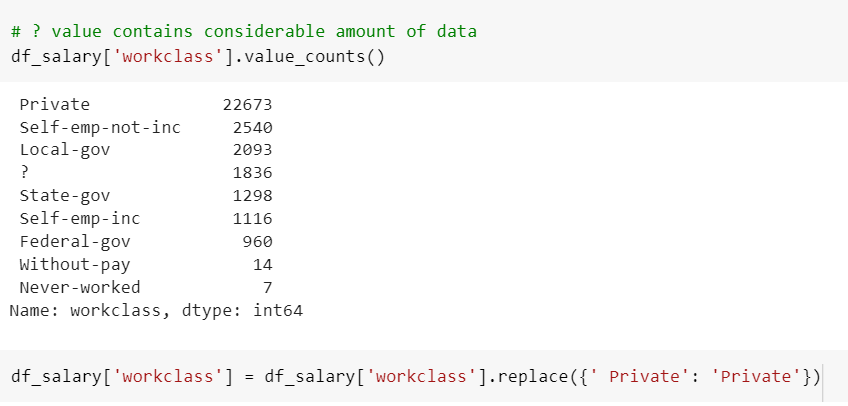 # ? value contains considerable amount of data
df_salary['workclass'].value_counts()
 Private             22673
 Self-emp-not-inc     2540
 Local-gov            2093
 ?                    1836
 State-gov            1298
 Self-emp-inc         1116
 Federal-gov           960
 Without-pay            14
 Never-worked            7
Name: workclass, dtype: int64
df_salary['workclass'] = df_salary['workclass'].replace({' Private': 'Private'})